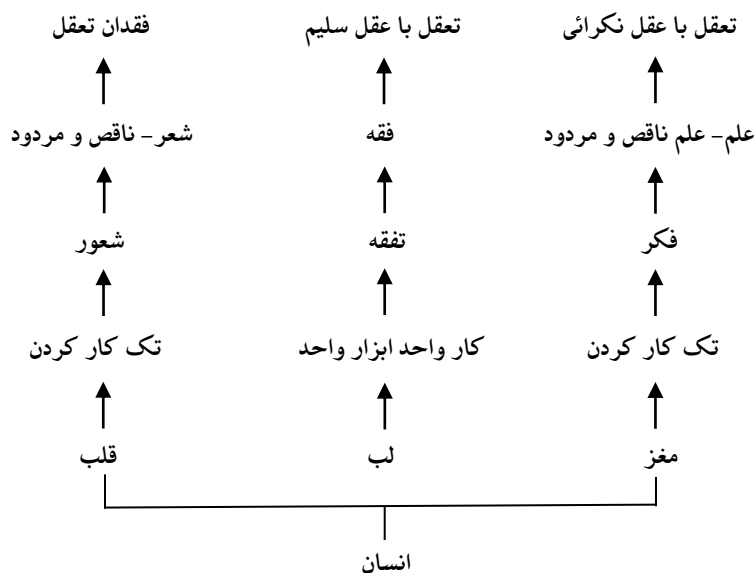 تعقل با عقل نکرائی تعقل با عقل سلیم فقدان تعقل
علم- علم ناقص و مردود فقه شعر- ناقص و مردود
فکر تفقه شعور
تک کار کردن کار واحد ابزار واحد تک کار کردن
مغز لب قلب
انسان